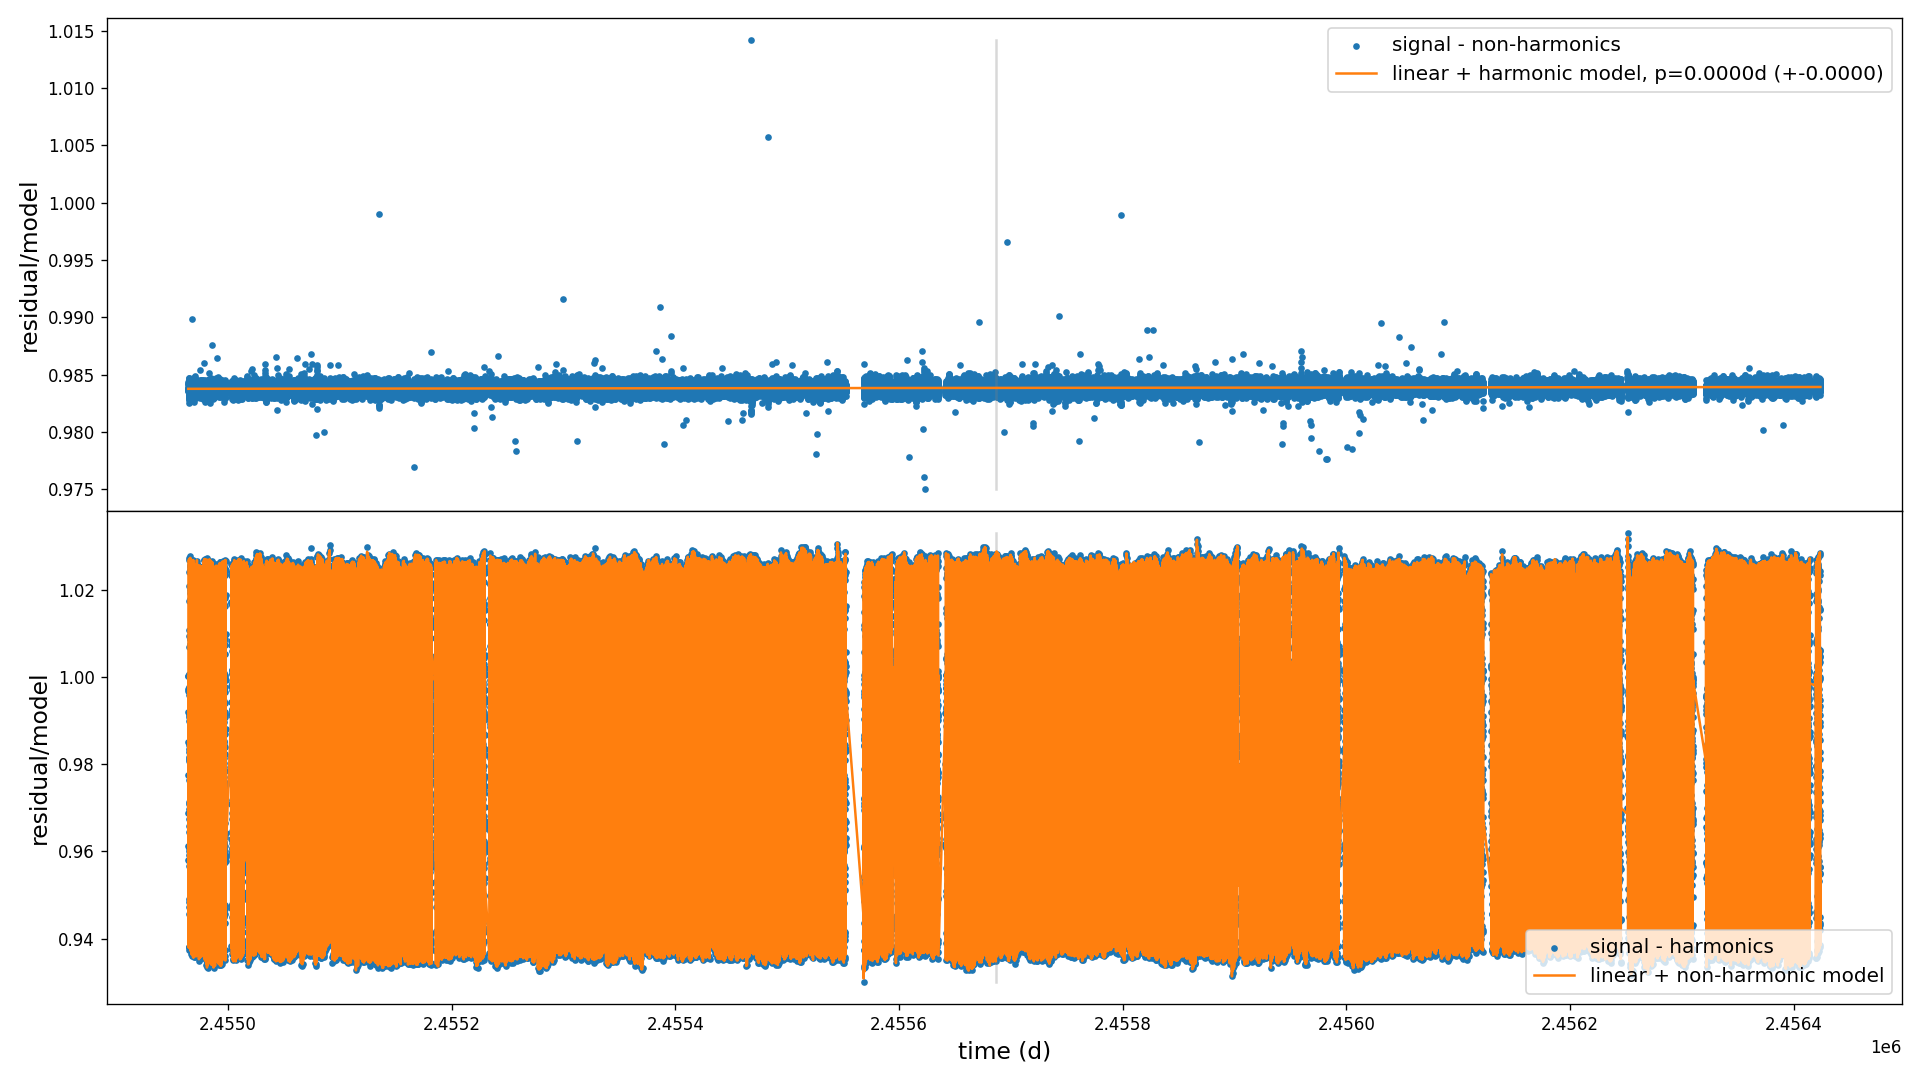 1.015
1.010
1.005
1.000
0.995
0.990
0.985
0.980
0.975
residual/model
signal - non-harmonics
linear + harmonic model, p=0.0000d (+-0.0000)
1.02
1.00
0.98
0.96
0.94
residual/model
signal - harmonics
linear + non-harmonic model
2.4550 2.4552 2.4554 2.4556 2.4558 2.4560 2.4562 2.4564
1e6
time (d)